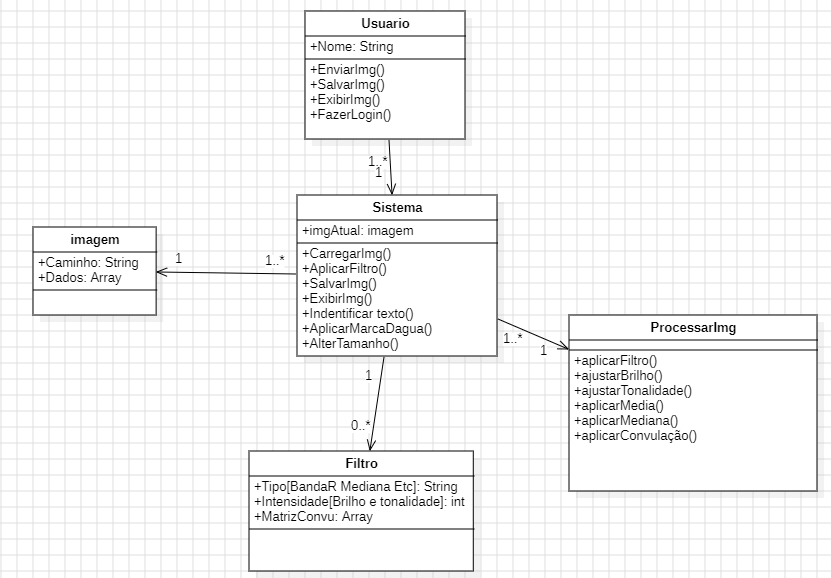 Usuario
+Nome: String
+EnviarImg()
+SalvarImg()
+ExibirImg()
+FazerLogin()
1..*
1
Sistema
+imgAtual: imagem
+CarregarImg()
+AplicarFiltro()
+SalvarImg()
+ExibirImg()
+Indentificar texto()
+AplicarMarcaDagua()
+AlterTamanho()
imagem
+Caminho: String
+Dados: Array
1
1..*
ProcessarImg
+aplicarFiltro()
+ajustarBrilho()
+ajustarTonalidade()
+aplicarMedia()
+aplicarMediana()
+aplicarConvulação()
1..*
1
1
0..*
Filtro
+Tipo[BandaR Mediana Etc]: String
+Intensidade[Brilho e tonalidade]: int
+MatrizConvu: Array